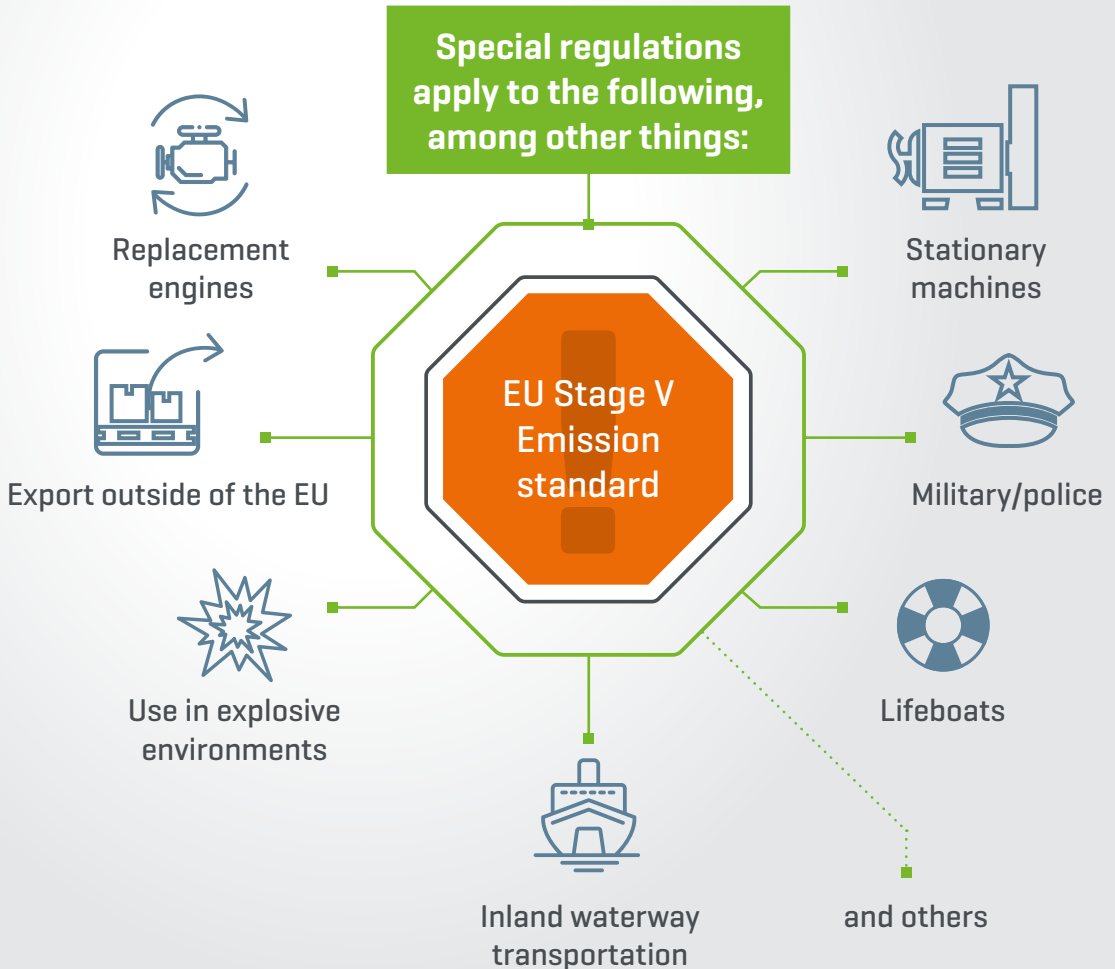 Special regulations
apply to the following,
among other things:
Replacement
engines
Stationary
machines
EU Stage V
Emission
standard
Export outside of the EU
Military/police
Use in explosive
environments
Lifeboats
Inland waterway
transportation
and others